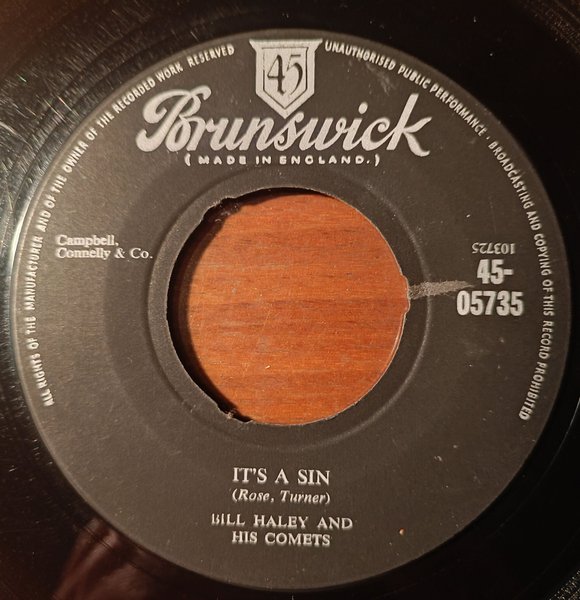 ALL RIGHTS OF THE MANUFACTURER AND OF THE OWNER OF THE RECORDED WORK RESERVED
UNAUTHORISED PUBLIC PERFORMANCE · BROADCASTING AND COPYING OF THIS RECORD PROHIBITED
45
Brunswick
(MADE IN ENGLAND.)
Campbell,
Connelly & Co.
103725
45-
05735
IT'S A SIN
(Rose, Turner)
BILL HALEY AND
HIS COMETS